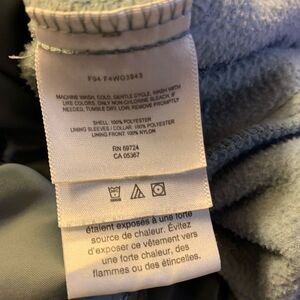 F04 74WO3943
MACHINE WASH, COLD, GENTLE CYCLE. WASH WITH
LIKE COLORS, ONLY NON-CHLORINE BLEACH, IF
NEEDED, TUMBLE DRY LOW, REMOVE PROMPTLY
SHELL: 100% POLYESTER
LINING SLEEVES / COLLAR: 100% POLYESTER
LINING FRONT:100% NYLON
RN 89724
CA 05367
étaient exposés à une forte
source de chaleur. Évitez
d'exposer ce vêtement vers
une forte chaleur, des
flammes ou des étincelles.